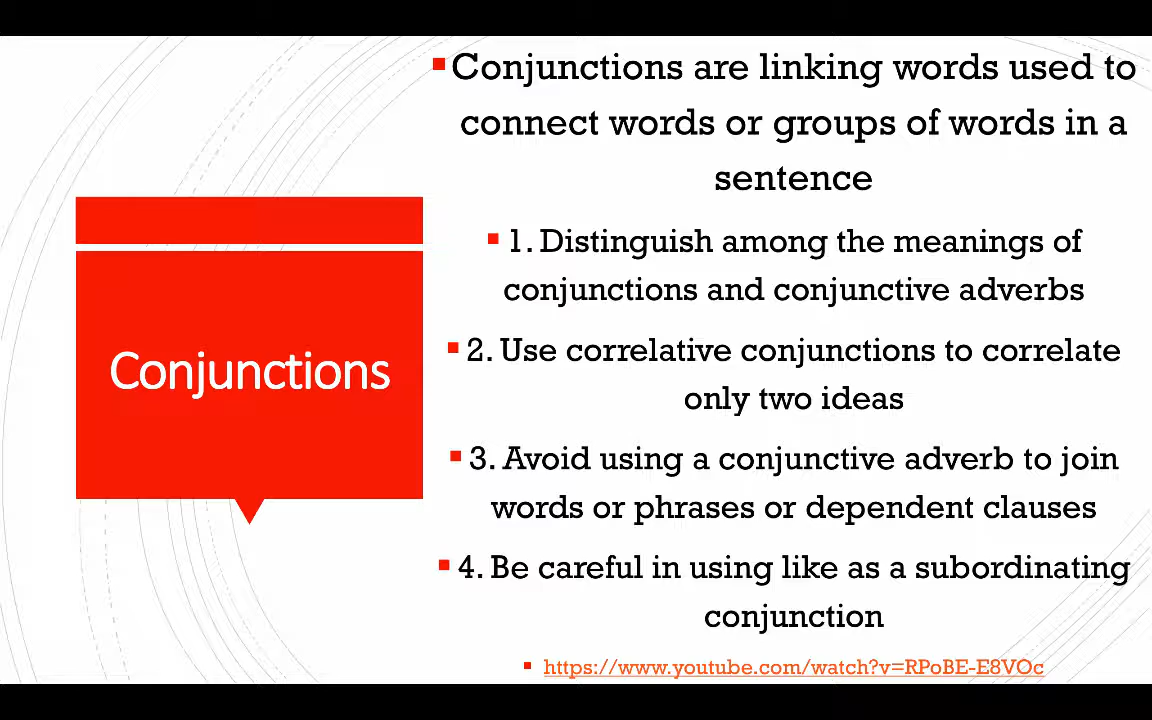 Conjunctions
Conjunctions are linking words used to
connect words or groups of words in a
sentence
1. Distinguish among the meanings of
conjunctions and conjunctive adverbs
2. Use correlative conjunctions to correlate
only two ideas
3. Avoid using a conjunctive adverb to join
words or phrases or dependent clauses
4. Be careful in using like as a subordinating
conjunction
https://www.youtube.com/watch?v=RPoBE-E8VOc